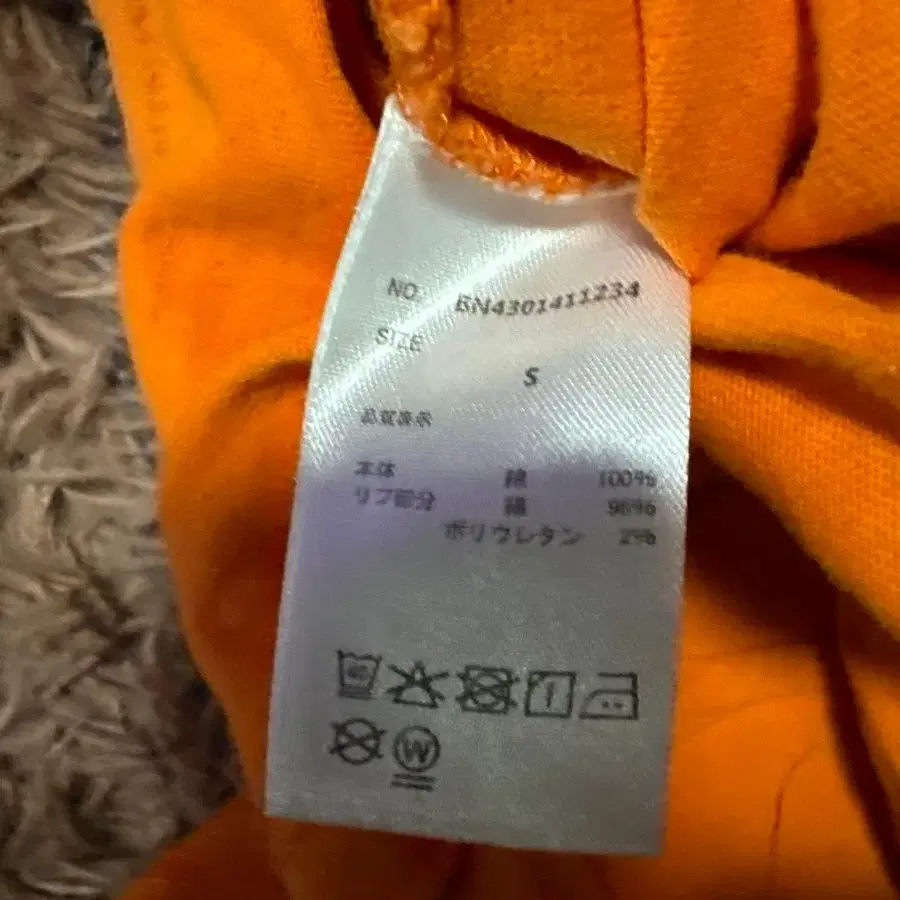 NO. BN4301411234
SIZE
S
品質表示
本体 綿 100%
リブ部分 綿 98%
ポリウレタン 2%
W